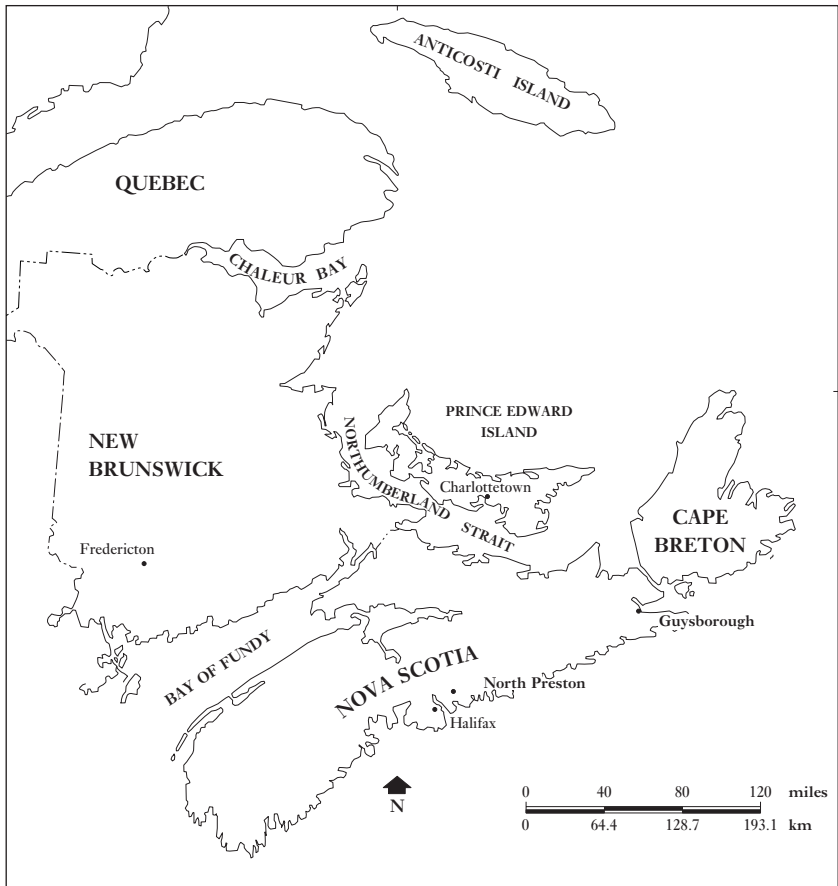 ANTICOSTI ISLAND
QUEBEC
CHALEUR BAY
PRINCE EDWARD
ISLAND
NORTHUMBERLAND STRAIT
NEW
BRUNSWICK
Charlottetown
CAPE
BRETON
Fredericton
Guysborough
BAY OF FUNDY
NOVA SCOTIA
North Preston
Halifax
N
0 40 80 120 miles
0 64.4 128.7 193.1 km